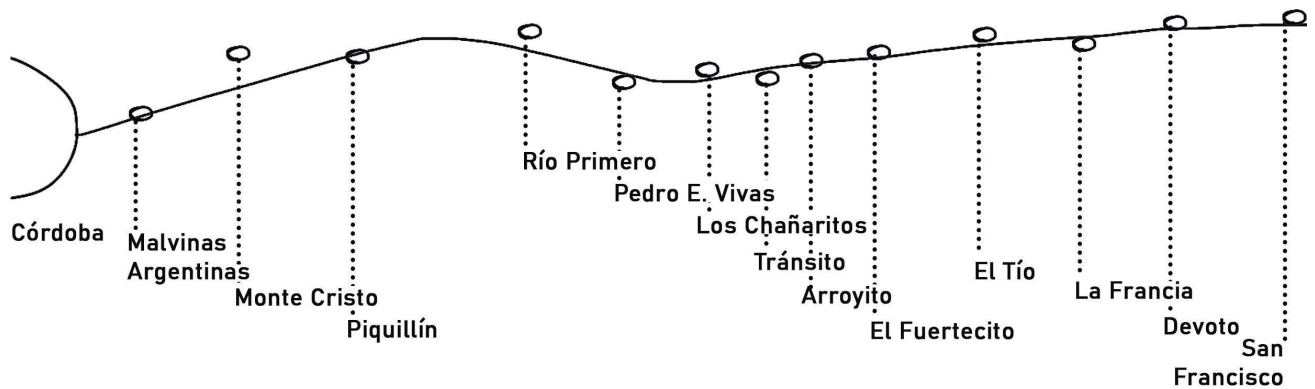 Córdoba
Malvinas
Argentinas
Monte Cristo
Piquillín
Río Primero
Pedro E. Vivas
Los Chañaritos
Tránsito
Arroyito
El Fuertecito
El Tío
La Francia
Devoto
San
Francisco